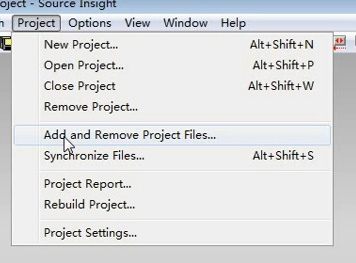 roject - Source Insight
h Project Options View Window Help
New Project... Alt+Shift+N
Open Project... Alt+Shift+P
Close Project Alt+Shift+W
Remove Project...
Add and Remove Project Files...
Synchronize Files... Alt+Shift+S
Project Report...
Rebuild Project...
Project Settings...